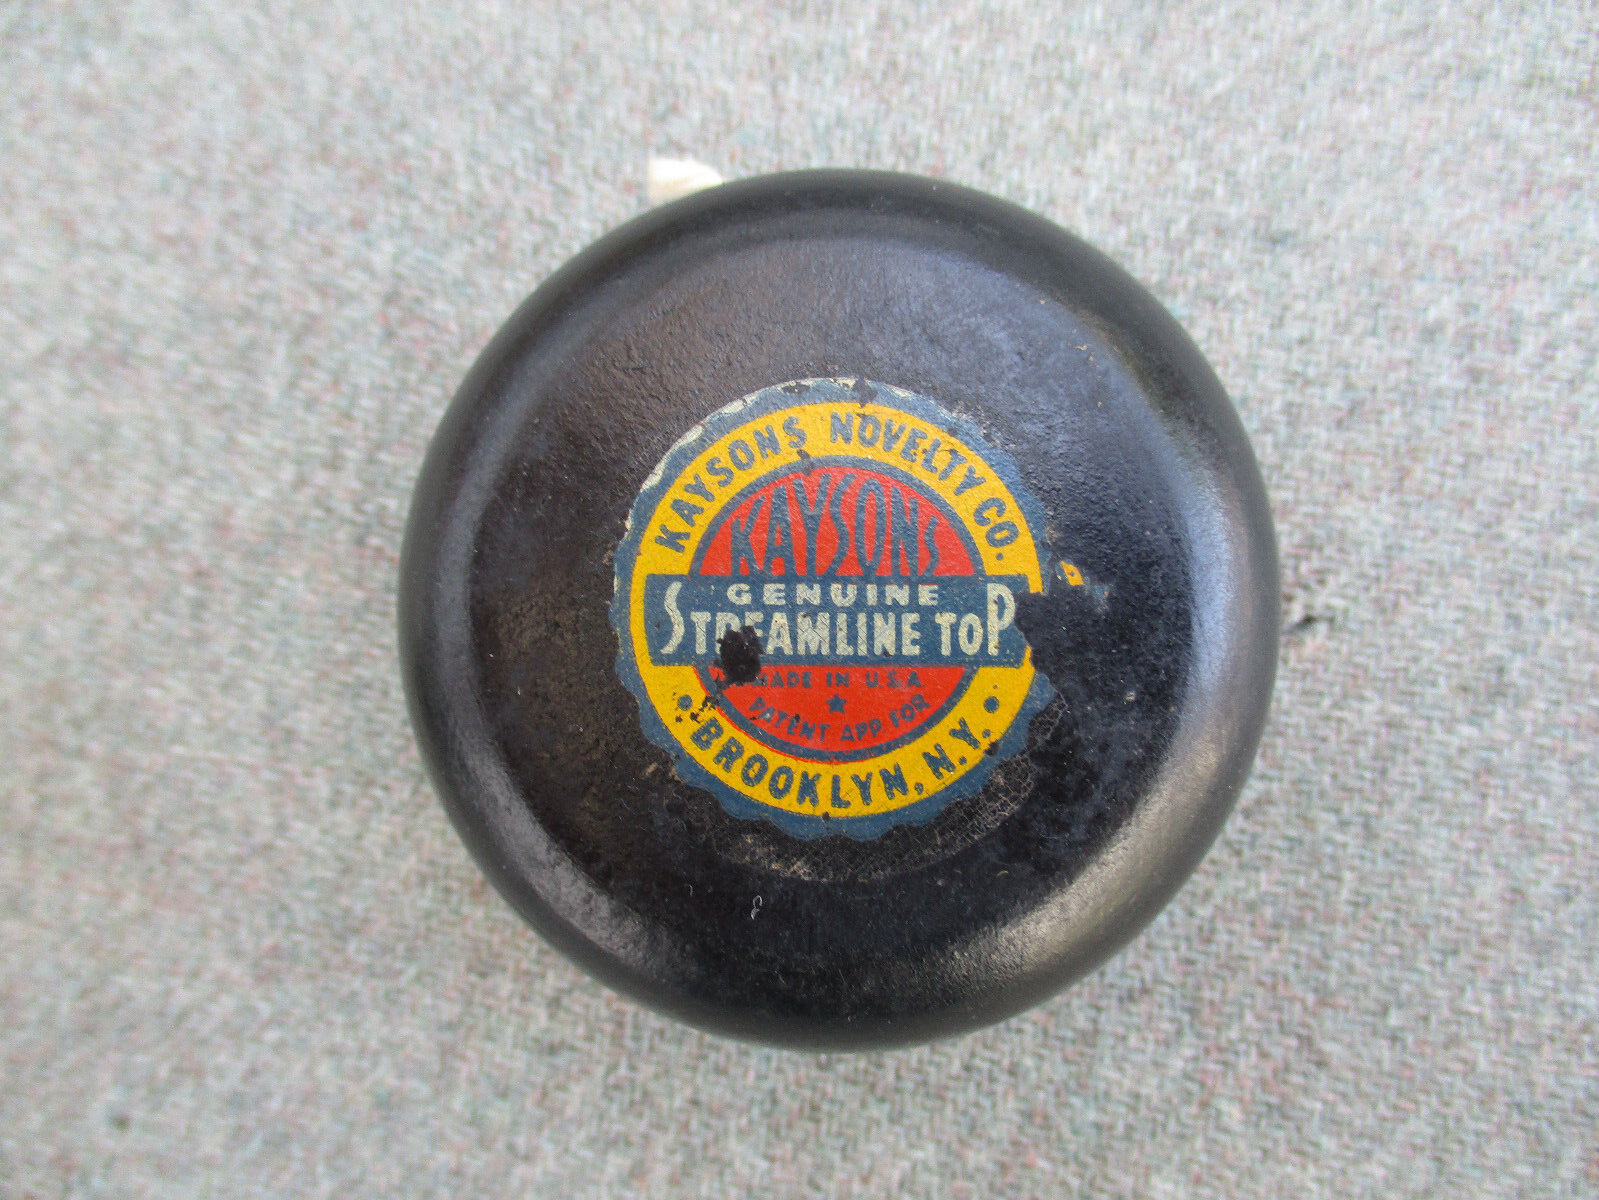 KAYSONS NOVELTY CO.
KAYSONS
GENUINE
STREAMLINE TOP
MADE IN U.S.A.
PATENT APP FOR
BROOKLYN, N.Y.